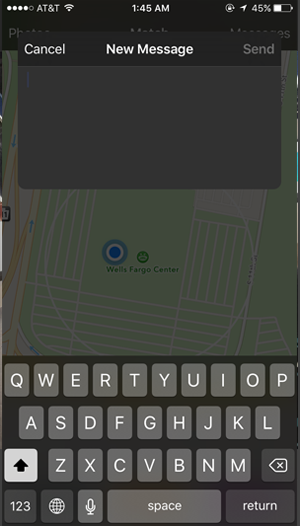 AT&T 1:45 AM 45%
Photos Match Messages
Cancel New Message Send
Wells Fargo Center
Q W E R T Y U I O P
A S D F G H J K L
Z X C V B N M
123 space return